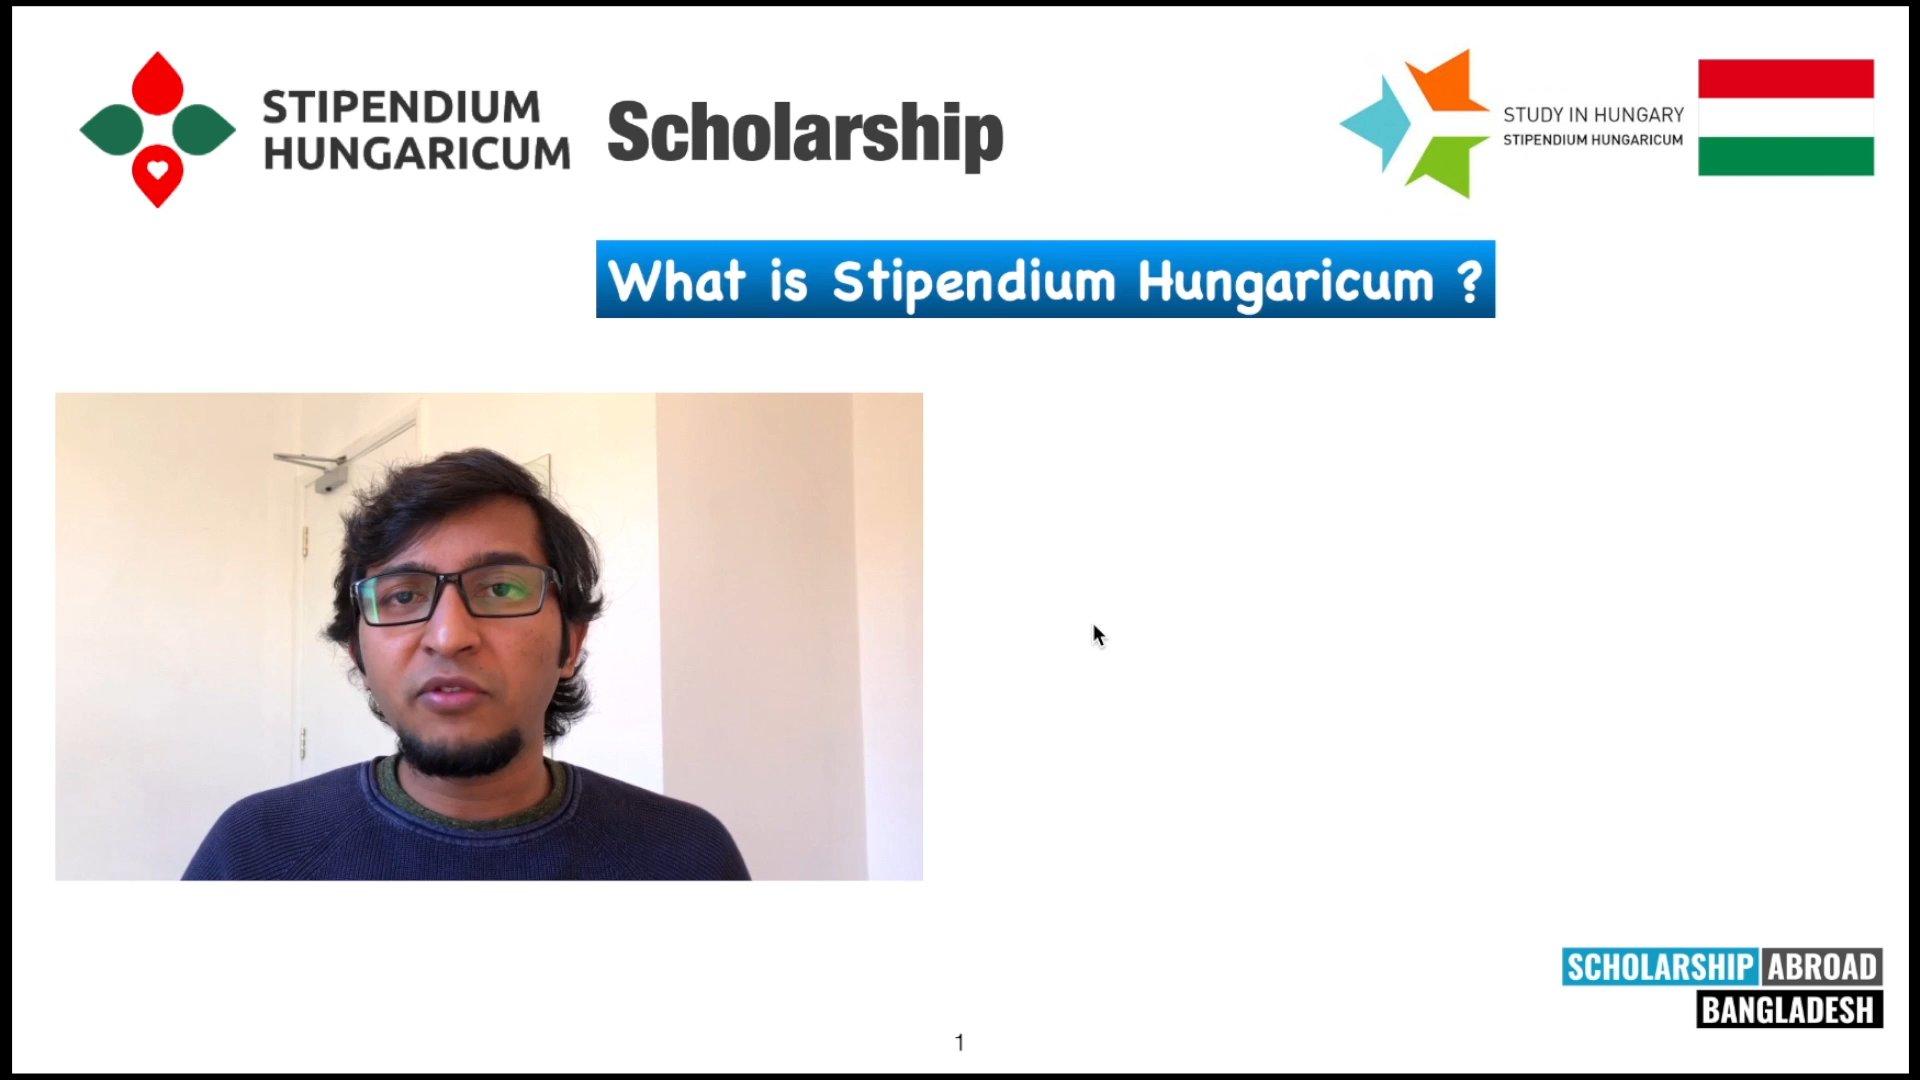 STIPENDIUM
HUNGARICUM
Scholarship
STUDY IN HUNGARY
STIPENDIUM HUNGARICUM
What is Stipendium Hungaricum ?
SCHOLARSHIP ABROAD
BANGLADESH
1